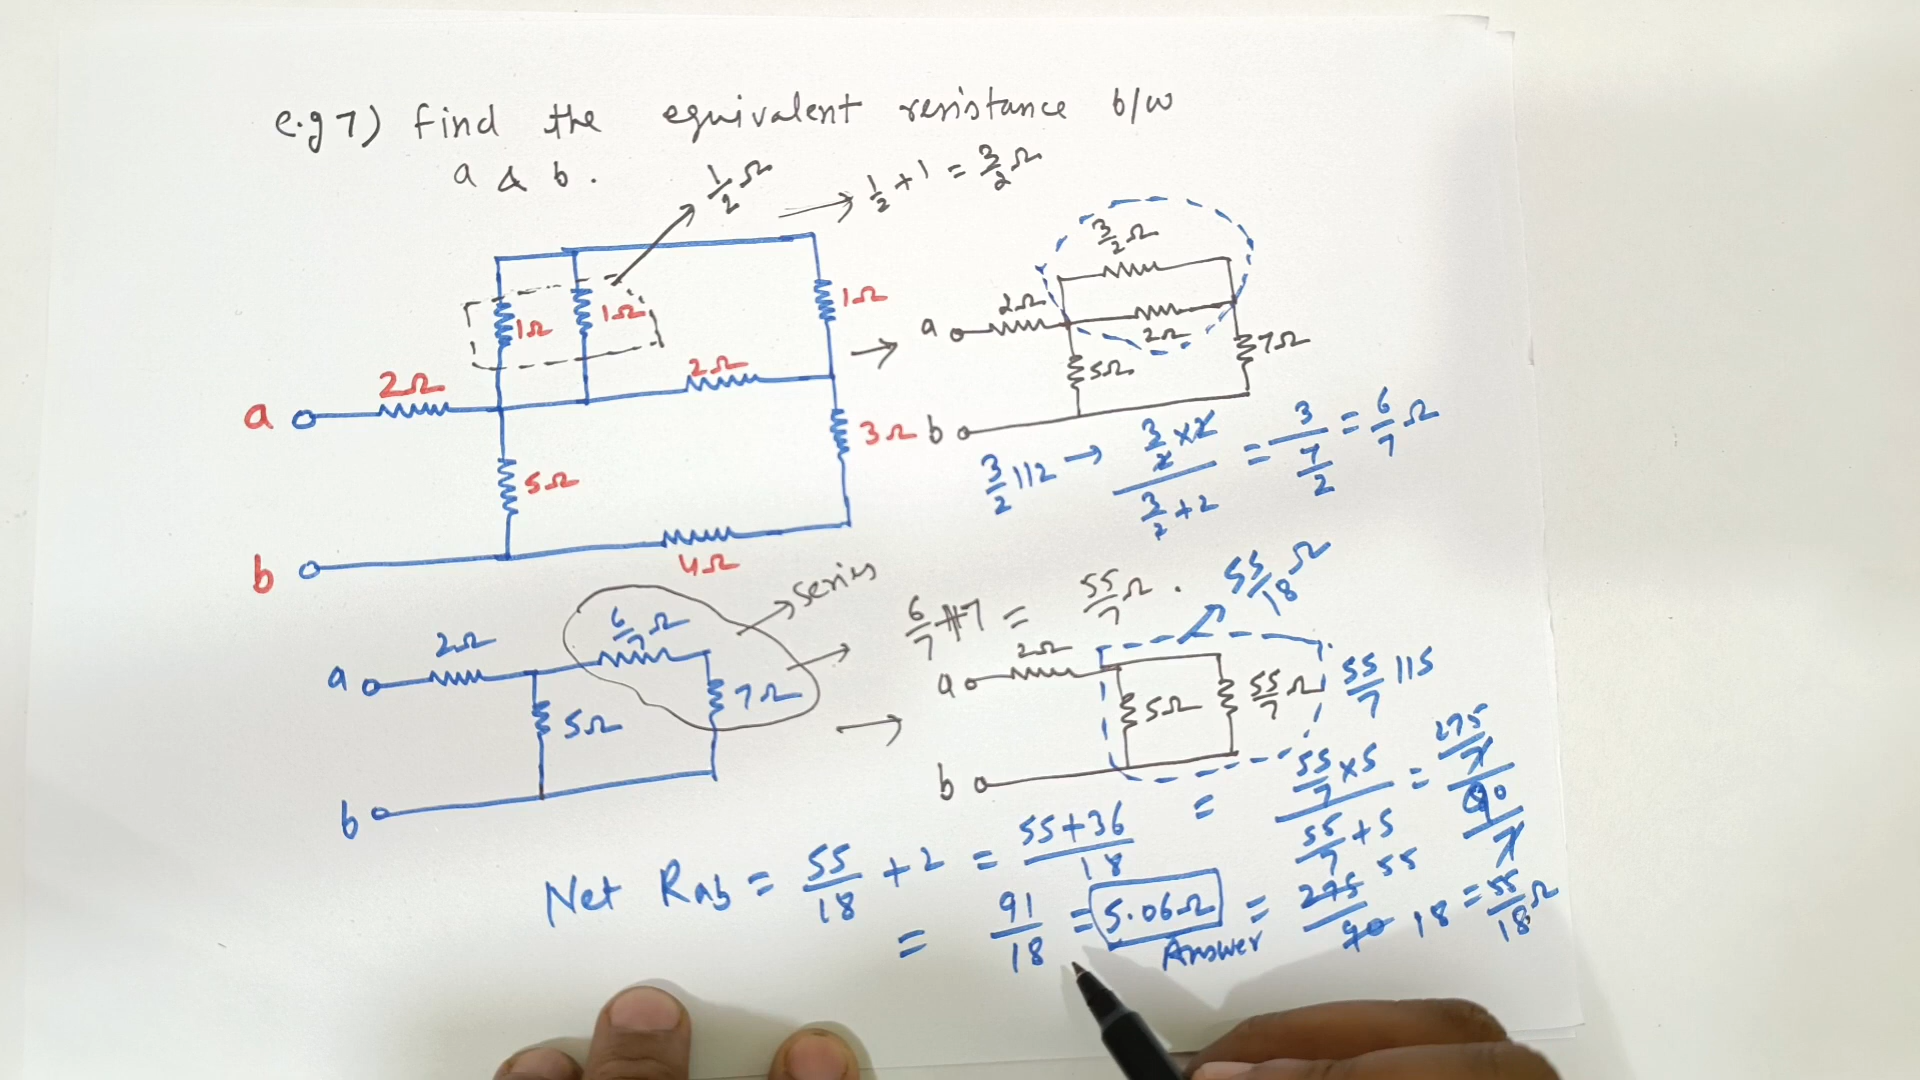 e.g 7) find the equivalent resistance b/w
a & b.
1/2 Ω
→ 1/2 + 1 = 3/2 Ω
1Ω
1Ω
1Ω
2Ω
2Ω
a
3Ω
5Ω
b
4Ω
3/2 Ω
2Ω
a
2Ω
7Ω
5Ω
b
3/2 || 2 → (3/2 × 2) / (3/2 + 2) = 3 / (7/2) = 6/7 Ω
series
6/7 Ω
2Ω
a
7Ω
5Ω
b
6/7 + 7 = 55/7 Ω.
55/18 Ω
2Ω
a
5Ω
55/7 Ω
b
55/7 || 5
= (55/7 × 5) / (55/7 + 5) = (275/7) / (90/7)
= 275/90 55 18 = 55/18 Ω
Net Rab = 55/18 + 2 = (55+36)/18
= 91/18 = 5.06Ω
Answer